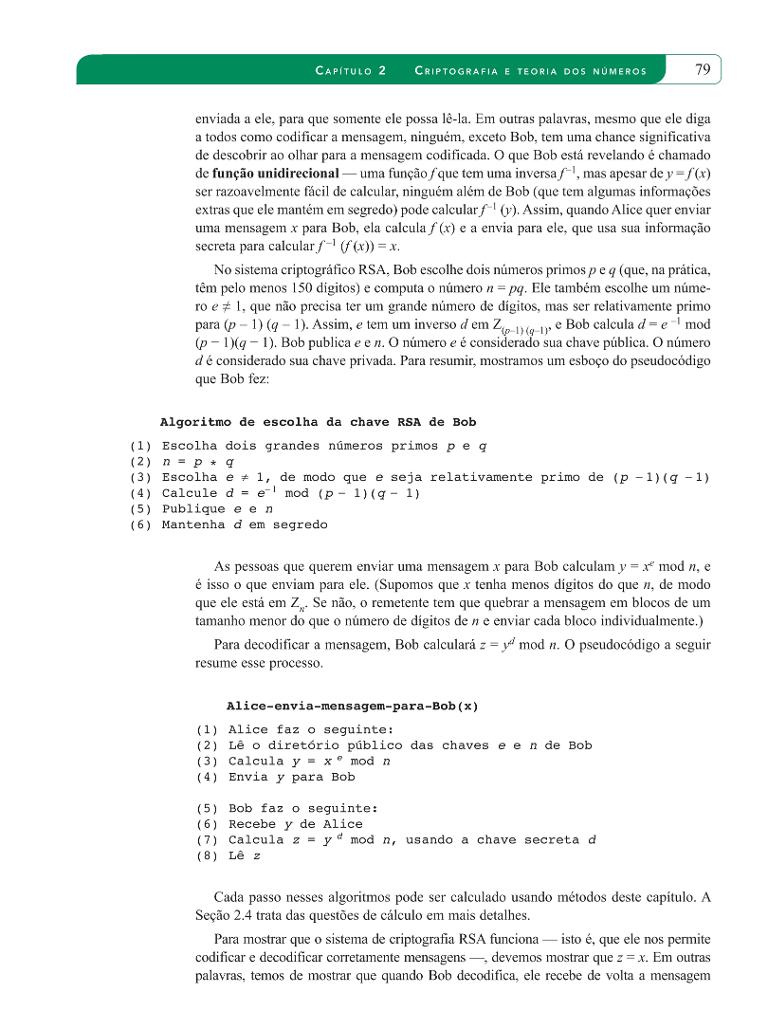 CAPÍTULO 2 CRIPTOGRAFIA E TEORIA DOS NÚMEROS 79
enviada a ele, para que somente ele possa lê-la. Em outras palavras, mesmo que ele diga
a todos como codificar a mensagem, ninguém, exceto Bob, tem uma chance significativa
de descobrir ao olhar para a mensagem codificada. O que Bob está revelando é chamado
de função unidirecional — uma função f que tem uma inversa f⁻¹, mas apesar de y = f (x)
ser razoavelmente fácil de calcular, ninguém além de Bob (que tem algumas informações
extras que ele mantém em segredo) pode calcular f⁻¹ (y). Assim, quando Alice quer enviar
uma mensagem x para Bob, ela calcula f (x) e a envia para ele, que usa sua informação
secreta para calcular f⁻¹ (f (x)) = x.
No sistema criptográfico RSA, Bob escolhe dois números primos p e q (que, na prática,
têm pelo menos 150 dígitos) e computa o número n = pq. Ele também escolhe um núme-
ro e ≠ 1, que não precisa ter um grande número de dígitos, mas ser relativamente primo
para (p – 1) (q – 1). Assim, e tem um inverso d em Z(p–1) (q–1), e Bob calcula d = e⁻¹ mod
(p − 1)(q − 1). Bob publica e e n. O número e é considerado sua chave pública. O número
d é considerado sua chave privada. Para resumir, mostramos um esboço do pseudocódigo
que Bob fez:
Algoritmo de escolha da chave RSA de Bob
(1) Escolha dois grandes números primos p e q
(2) n = p * q
(3) Escolha e ≠ 1, de modo que e seja relativamente primo de (p − 1)(q − 1)
(4) Calcule d = e⁻¹ mod (p − 1)(q − 1)
(5) Publique e e n
(6) Mantenha d em segredo
As pessoas que querem enviar uma mensagem x para Bob calculam y = xᵉ mod n, e
é isso o que enviam para ele. (Supomos que x tenha menos dígitos do que n, de modo
que ele está em Zₙ. Se não, o remetente tem que quebrar a mensagem em blocos de um
tamanho menor do que o número de dígitos de n e enviar cada bloco individualmente.)
Para decodificar a mensagem, Bob calculará z = yᵈ mod n. O pseudocódigo a seguir
resume esse processo.
Alice-envia-mensagem-para-Bob(x)
(1) Alice faz o seguinte:
(2) Lê o diretório público das chaves e e n de Bob
(3) Calcula y = x ᵉ mod n
(4) Envia y para Bob
(5) Bob faz o seguinte:
(6) Recebe y de Alice
(7) Calcula z = y ᵈ mod n, usando a chave secreta d
(8) Lê z
Cada passo nesses algoritmos pode ser calculado usando métodos deste capítulo. A
Seção 2.4 trata das questões de cálculo em mais detalhes.
Para mostrar que o sistema de criptografia RSA funciona — isto é, que ele nos permite
codificar e decodificar corretamente mensagens —, devemos mostrar que z = x. Em outras
palavras, temos de mostrar que quando Bob decodifica, ele recebe de volta a mensagem